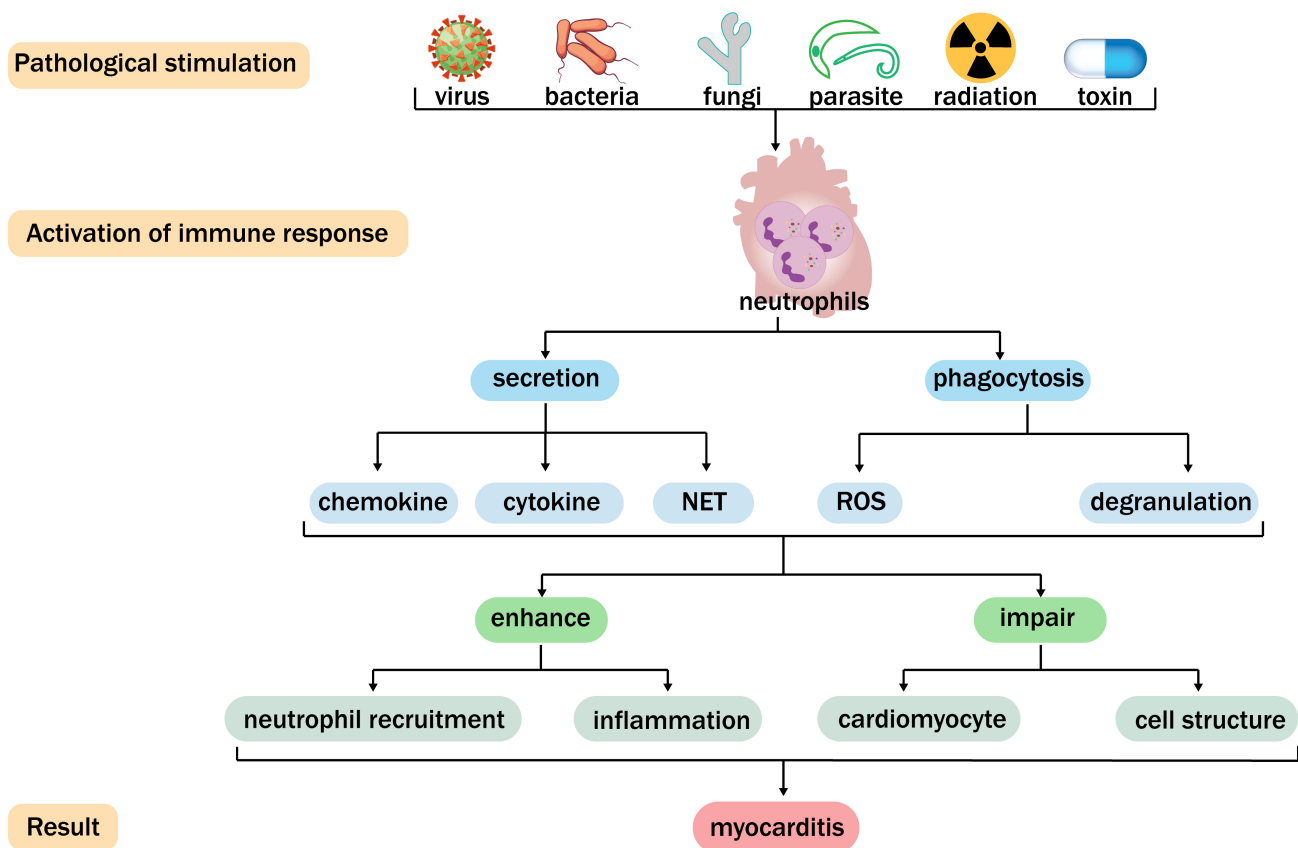 Pathological stimulation
virus bacteria fungi parasite radiation toxin
Activation of immune response
neutrophils
secretion phagocytosis
chemokine cytokine NET ROS degranulation
enhance impair
neutrophil recruitment inflammation cardiomyocyte cell structure
Result myocarditis